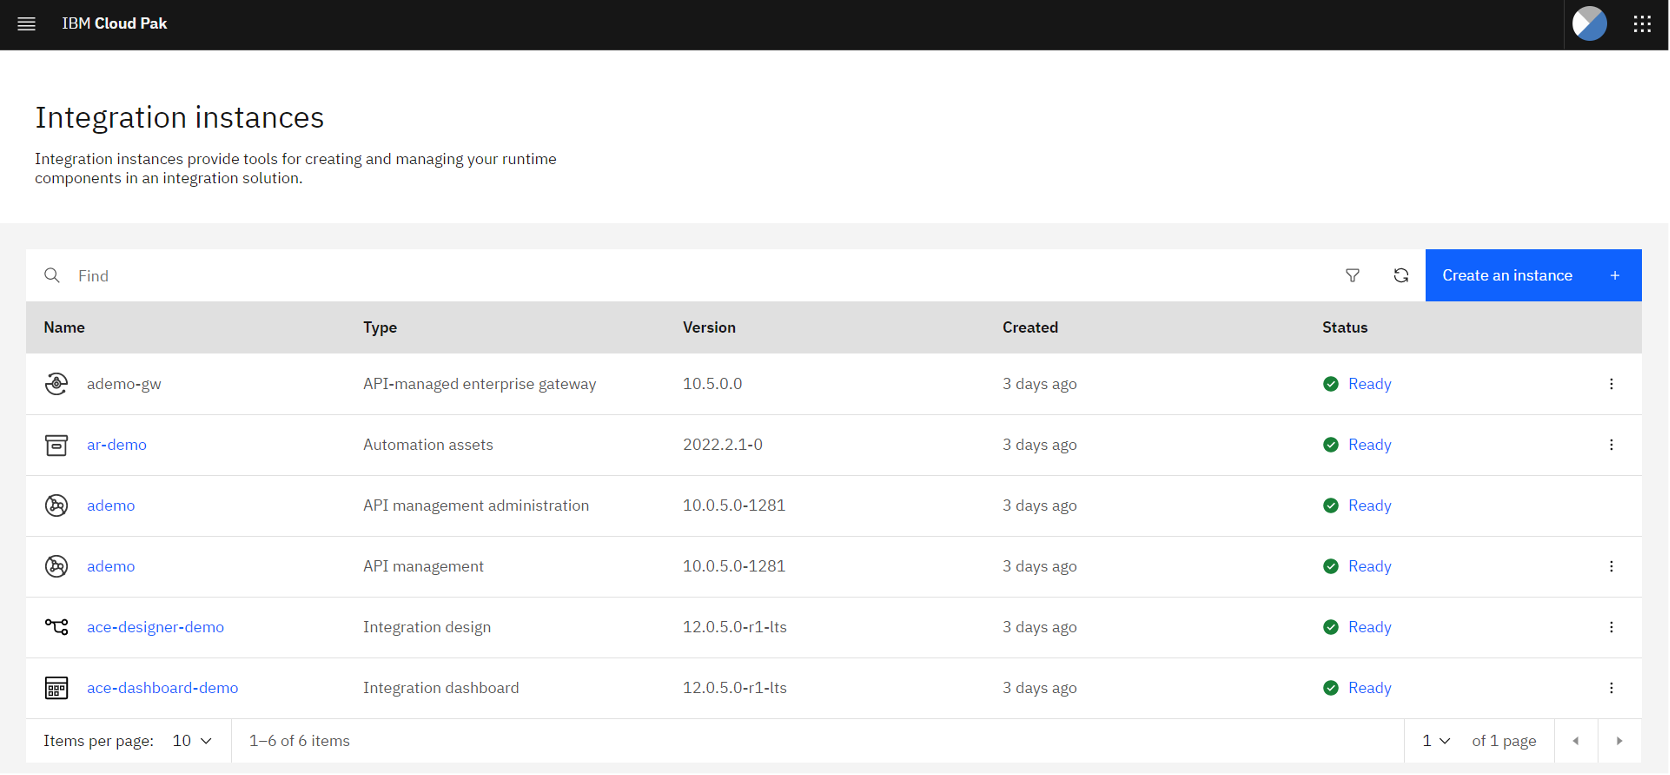 IBM Cloud Pak
Integration instances
Integration instances provide tools for creating and managing your runtime
components in an integration solution.
Find
Create an instance +
Name Type Version Created Status
ademo-gw API-managed enterprise gateway 10.5.0.0 3 days ago Ready
ar-demo Automation assets 2022.2.1-0 3 days ago Ready
ademo API management administration 10.0.5.0-1281 3 days ago Ready
ademo API management 10.0.5.0-1281 3 days ago Ready
ace-designer-demo Integration design 12.0.5.0-r1-lts 3 days ago Ready
ace-dashboard-demo Integration dashboard 12.0.5.0-r1-lts 3 days ago Ready
Items per page: 10 1–6 of 6 items 1 of 1 page